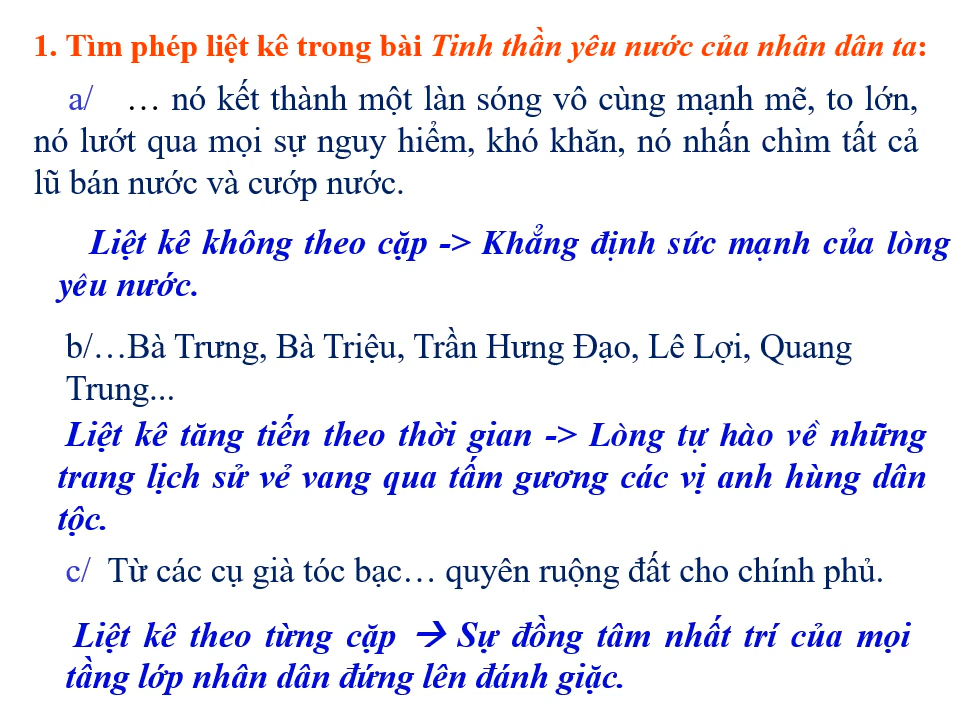 1. Tìm phép liệt kê trong bài Tinh thần yêu nước của nhân dân ta:
a/ … nó kết thành một làn sóng vô cùng mạnh mẽ, to lớn,
nó lướt qua mọi sự nguy hiểm, khó khăn, nó nhấn chìm tất cả
lũ bán nước và cướp nước.
Liệt kê không theo cặp -> Khẳng định sức mạnh của lòng
yêu nước.
b/…Bà Trưng, Bà Triệu, Trần Hưng Đạo, Lê Lợi, Quang
Trung...
Liệt kê tăng tiến theo thời gian -> Lòng tự hào về những
trang lịch sử vẻ vang qua tấm gương các vị anh hùng dân
tộc.
c/ Từ các cụ già tóc bạc… quyên ruộng đất cho chính phủ.
Liệt kê theo từng cặp → Sự đồng tâm nhất trí của mọi
tầng lớp nhân dân đứng lên đánh giặc.